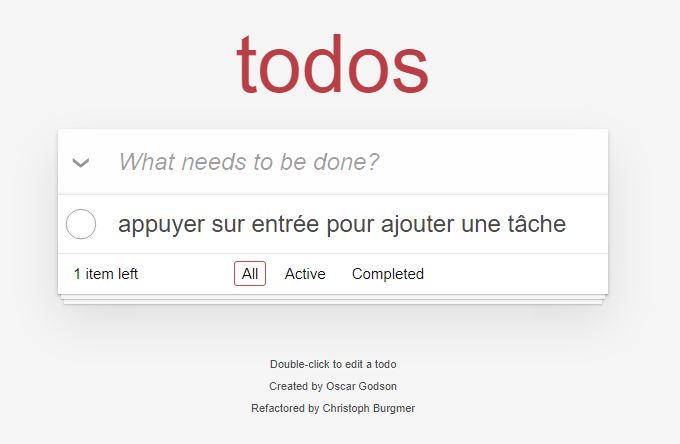 todos
What needs to be done?
appuyer sur entrée pour ajouter une tâche
1 item left All Active Completed
Double-click to edit a todo
Created by Oscar Godson
Refactored by Christoph Burgmer